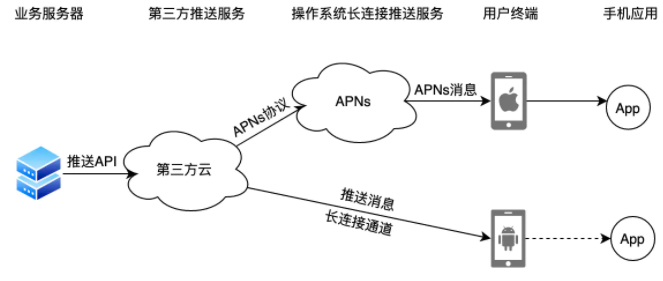 业务服务器
第三方推送服务
操作系统长连接推送服务
用户终端
手机应用
APNs协议
APNs
APNs消息
App
推送API
第三方云
推送消息
长连接通道
App